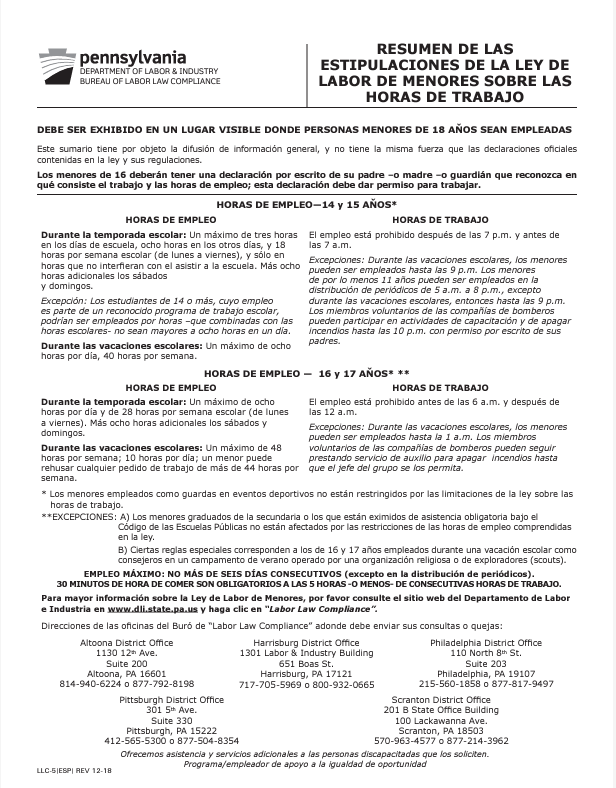 pennsylvania
DEPARTMENT OF LABOR & INDUSTRY
BUREAU OF LABOR LAW COMPLIANCE
RESUMEN DE LAS
ESTIPULACIONES DE LA LEY DE
LABOR DE MENORES SOBRE LAS
HORAS DE TRABAJO
DEBE SER EXHIBIDO EN UN LUGAR VISIBLE DONDE PERSONAS MENORES DE 18 AÑOS SEAN EMPLEADAS
Este sumario tiene por objeto la difusión de información general, y no tiene la misma fuerza que las declaraciones oficiales
contenidas en la ley y sus regulaciones.
Los menores de 16 deberán tener una declaración por escrito de su padre –o madre –o guardián que reconozca en
qué consiste el trabajo y las horas de empleo; esta declaración debe dar permiso para trabajar.
HORAS DE EMPLEO—14 y 15 AÑOS*
HORAS DE EMPLEO
Durante la temporada escolar: Un máximo de tres horas
en los días de escuela, ocho horas en los otros días, y 18
horas por semana escolar (de lunes a viernes), y sólo en
horas que no interfieran con el asistir a la escuela. Más ocho
horas adicionales los sábados
y domingos.
Excepción: Los estudiantes de 14 o más, cuyo empleo
es parte de un reconocido programa de trabajo escolar,
podrían ser empleados por horas –que combinadas con las
horas escolares- no sean mayores a ocho horas en un día.
Durante las vacaciones escolares: Un máximo de ocho
horas por día, 40 horas por semana.
HORAS DE TRABAJO
El empleo está prohibido después de las 7 p.m. y antes de
las 7 a.m.
Excepciones: Durante las vacaciones escolares, los menores
pueden ser empleados hasta las 9 p.m. Los menores
de por lo menos 11 años pueden ser empleados en la
distribución de periódicos de 5 a.m. a 8 p.m., excepto
durante las vacaciones escolares, entonces hasta las 9 p.m.
Los miembros voluntarios de las compañías de bomberos
pueden participar en actividades de capacitación y de apagar
incendios hasta las 10 p.m. con permiso por escrito de sus
padres.
HORAS DE EMPLEO — 16 y 17 AÑOS* **
HORAS DE EMPLEO
Durante la temporada escolar: Un máximo de ocho
horas por día y de 28 horas por semana escolar (de lunes
a viernes). Más ocho horas adicionales los sábados y
domingos.
Durante las vacaciones escolares: Un máximo de 48
horas por semana; 10 horas por día; un menor puede
rehusar cualquier pedido de trabajo de más de 44 horas por
semana.
HORAS DE TRABAJO
El empleo está prohibido antes de las 6 a.m. y después de
las 12 a.m.
Excepciones: Durante las vacaciones escolares, los menores
pueden ser empleados hasta la 1 a.m. Los miembros
voluntarios de las compañías de bomberos pueden seguir
prestando servicio de auxilio para apagar incendios hasta
que el jefe del grupo se los permita.
* Los menores empleados como guardas en eventos deportivos no están restringidos por las limitaciones de la ley sobre las
horas de trabajo.
**EXCEPCIONES: A) Los menores graduados de la secundaria o los que están eximidos de asistencia obligatoria bajo el
Código de las Escuelas Públicas no están afectados por las restricciones de las horas de empleo comprendidas
en la ley.
B) Ciertas reglas especiales corresponden a los de 16 y 17 años empleados durante una vacación escolar como
consejeros en un campamento de verano operado por una organización religiosa o de exploradores (scouts).
EMPLEO MÁXIMO: NO MÁS DE SEIS DÍAS CONSECUTIVOS (excepto en la distribución de periódicos).
30 MINUTOS DE HORA DE COMER SON OBLIGATORIOS A LAS 5 HORAS -O MENOS- DE CONSECUTIVAS HORAS DE TRABAJO.
Para mayor información sobre la Ley de Labor de Menores, por favor consulte el sitio web del Departamento de Labor
e Industria en www.dli.state.pa.us y haga clic en “Labor Law Compliance”.
Direcciones de las oficinas del Buró de “Labor Law Compliance” adonde debe enviar sus consultas o quejas:
Altoona District Office
1130 12th Ave.
Suite 200
Altoona, PA 16601
814-940-6224 o 877-792-8198
Harrisburg District Office
1301 Labor & Industry Building
651 Boas St.
Harrisburg, PA 17121
717-705-5969 o 800-932-0665
Philadelphia District Office
110 North 8th St.
Suite 203
Philadelphia, PA 19107
215-560-1858 o 877-817-9497
Pittsburgh District Office
301 5th Ave.
Suite 330
Pittsburgh, PA 15222
412-565-5300 o 877-504-8354
Scranton District Office
201 B State Office Building
100 Lackawanna Ave.
Scranton, PA 18503
570-963-4577 o 877-214-3962
Ofrecemos asistencia y servicios adicionales a las personas discapacitadas que los soliciten.
Programa/empleador de apoyo a la igualdad de oportunidad
LLC-5(ESP) REV 12-18